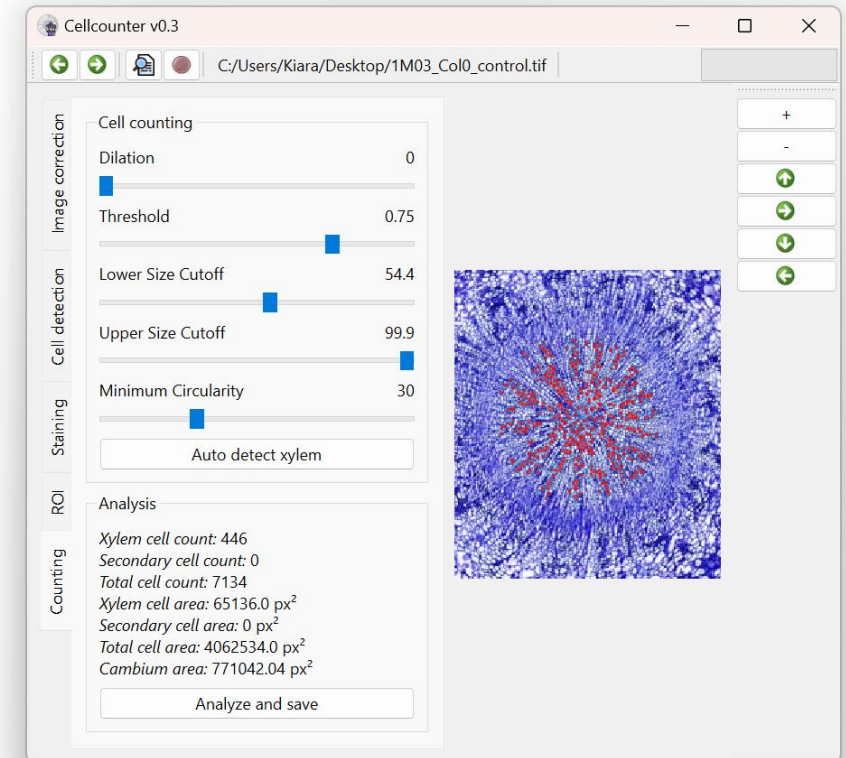 Cellcounter v0.3
C:/Users/Kiara/Desktop/1M03_Col0_control.tif
Image correction
Cell detection
Staining
ROI
Counting
Cell counting
Dilation 0
Threshold 0.75
Lower Size Cutoff 54.4
Upper Size Cutoff 99.9
Minimum Circularity 30
Auto detect xylem
Analysis
Xylem cell count: 446
Secondary cell count: 0
Total cell count: 7134
Xylem cell area: 65136.0 px²
Secondary cell area: 0 px²
Total cell area: 4062534.0 px²
Cambium area: 771042.04 px²
Analyze and save
+
-